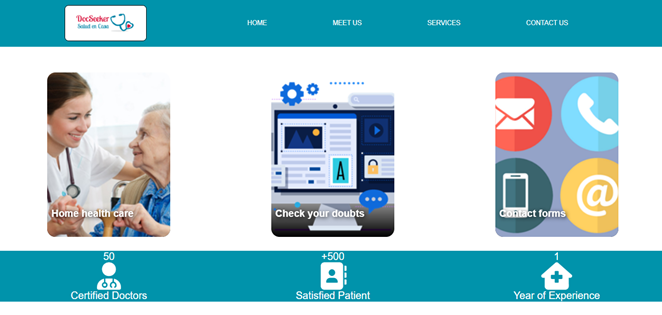 DocSeeker
Salud en Casa
HOME
MEET US
SERVICES
CONTACT US
Home health care
A
Check your doubts
@
Contact forms
50
Certified Doctors
+500
Satisfied Patient
1
Year of Experience